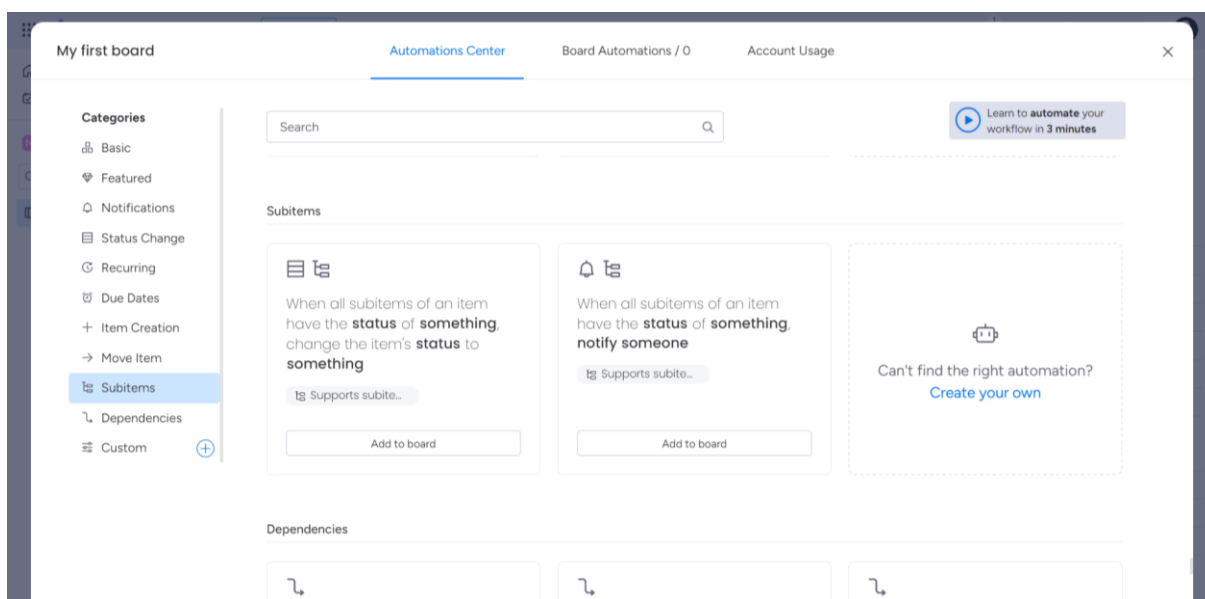 My first board
Automations Center
Board Automations / 0
Account Usage
Categories
Basic
Featured
Notifications
Status Change
Recurring
Due Dates
Item Creation
Move Item
Subitems
Dependencies
Custom
Search
Learn to automate your
workflow in 3 minutes
Subitems
When all subitems of an item
have the status of something,
change the item's status to
something
Supports subite...
Add to board
When all subitems of an item
have the status of something,
notify someone
Supports subite...
Add to board
Can't find the right automation?
Create your own
Dependencies